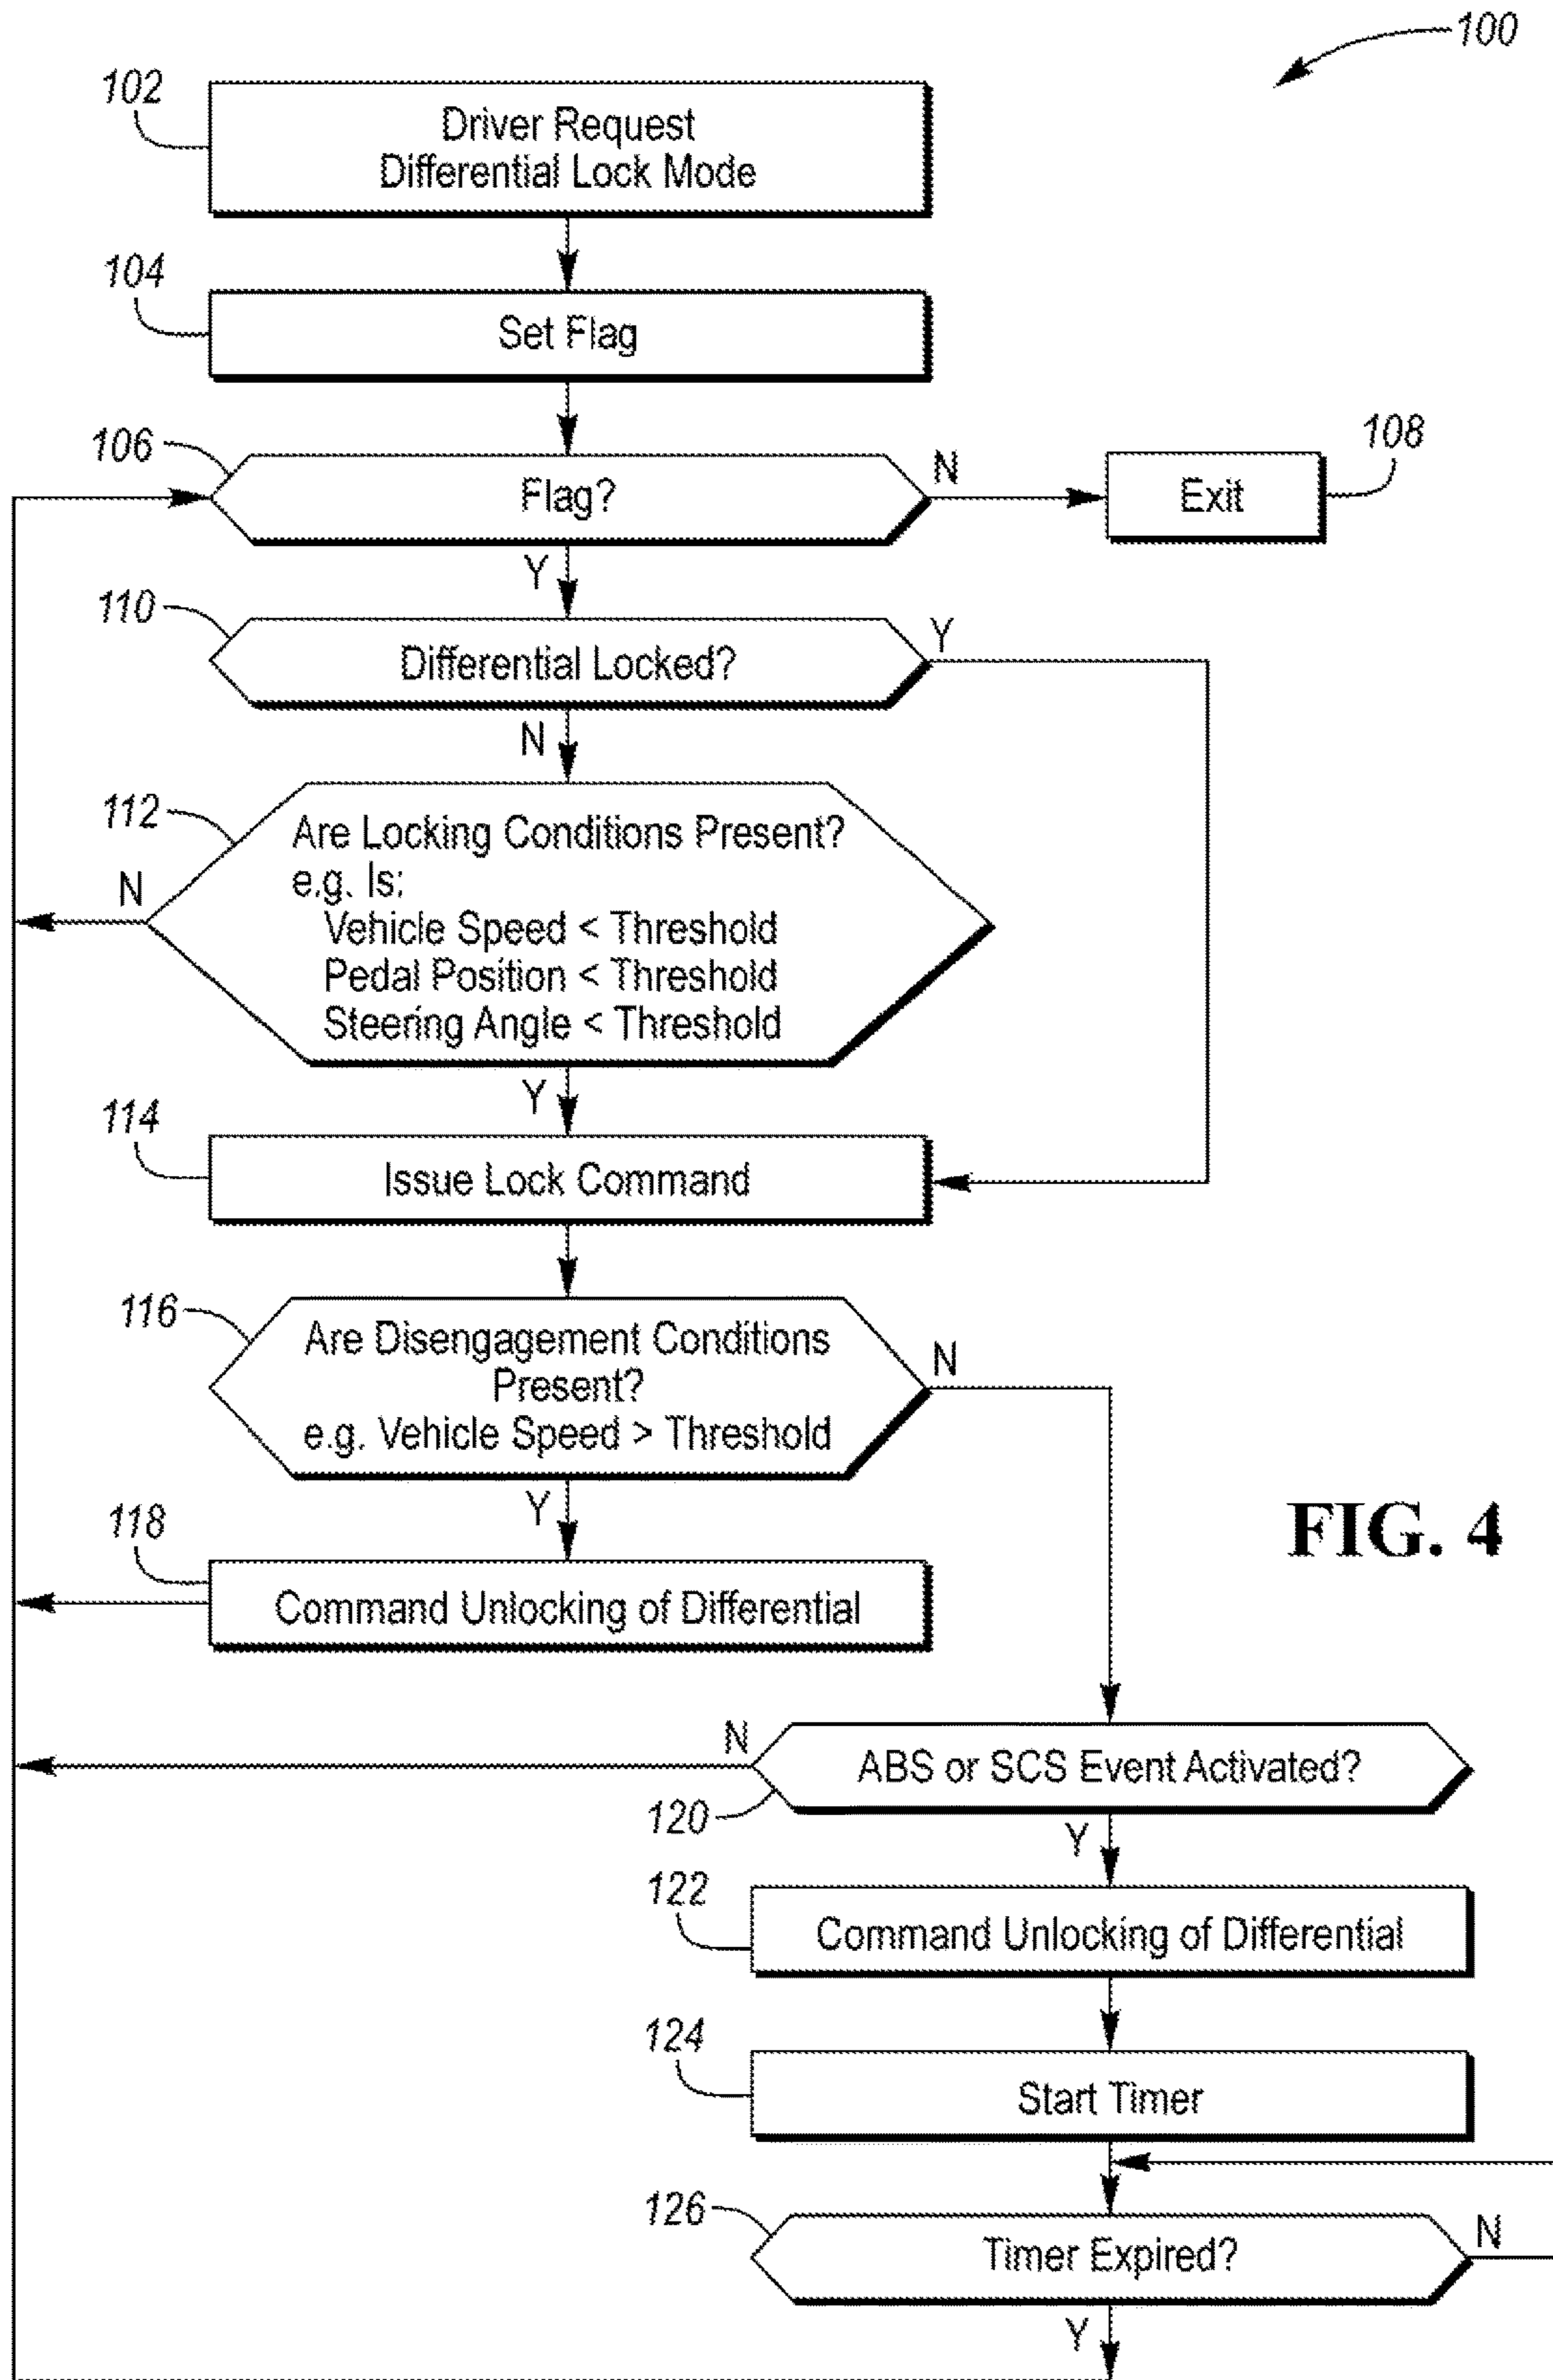 100
102
Driver Request
Differential Lock Mode
104
Set Flag
106
Flag?
N
Exit
108
Y
110
Differential Locked?
Y
N
112
Are Locking Conditions Present?
e.g. Is:
Vehicle Speed < Threshold
Pedal Position < Threshold
Steering Angle < Threshold
N
Y
114
Issue Lock Command
116
Are Disengagement Conditions
Present?
e.g. Vehicle Speed > Threshold
N
Y
FIG. 4
118
Command Unlocking of Differential
N
ABS or SCS Event Activated?
120
Y
122
Command Unlocking of Differential
124
Start Timer
126
Timer Expired?
N
Y